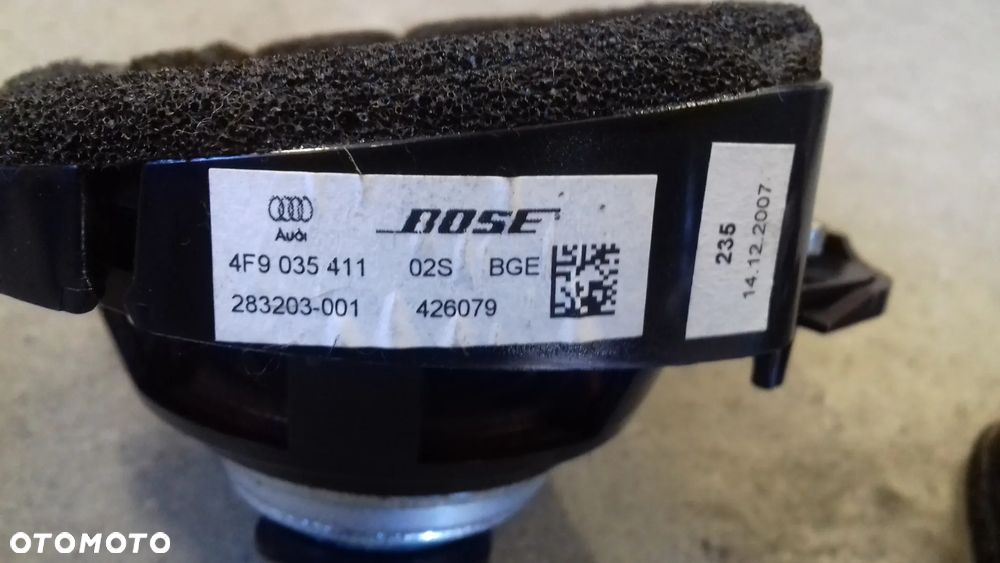 Audi
BOSE
4F9 035 411 02S BGE
283203-001 426079
235
14.12.2007
OTOMOTO